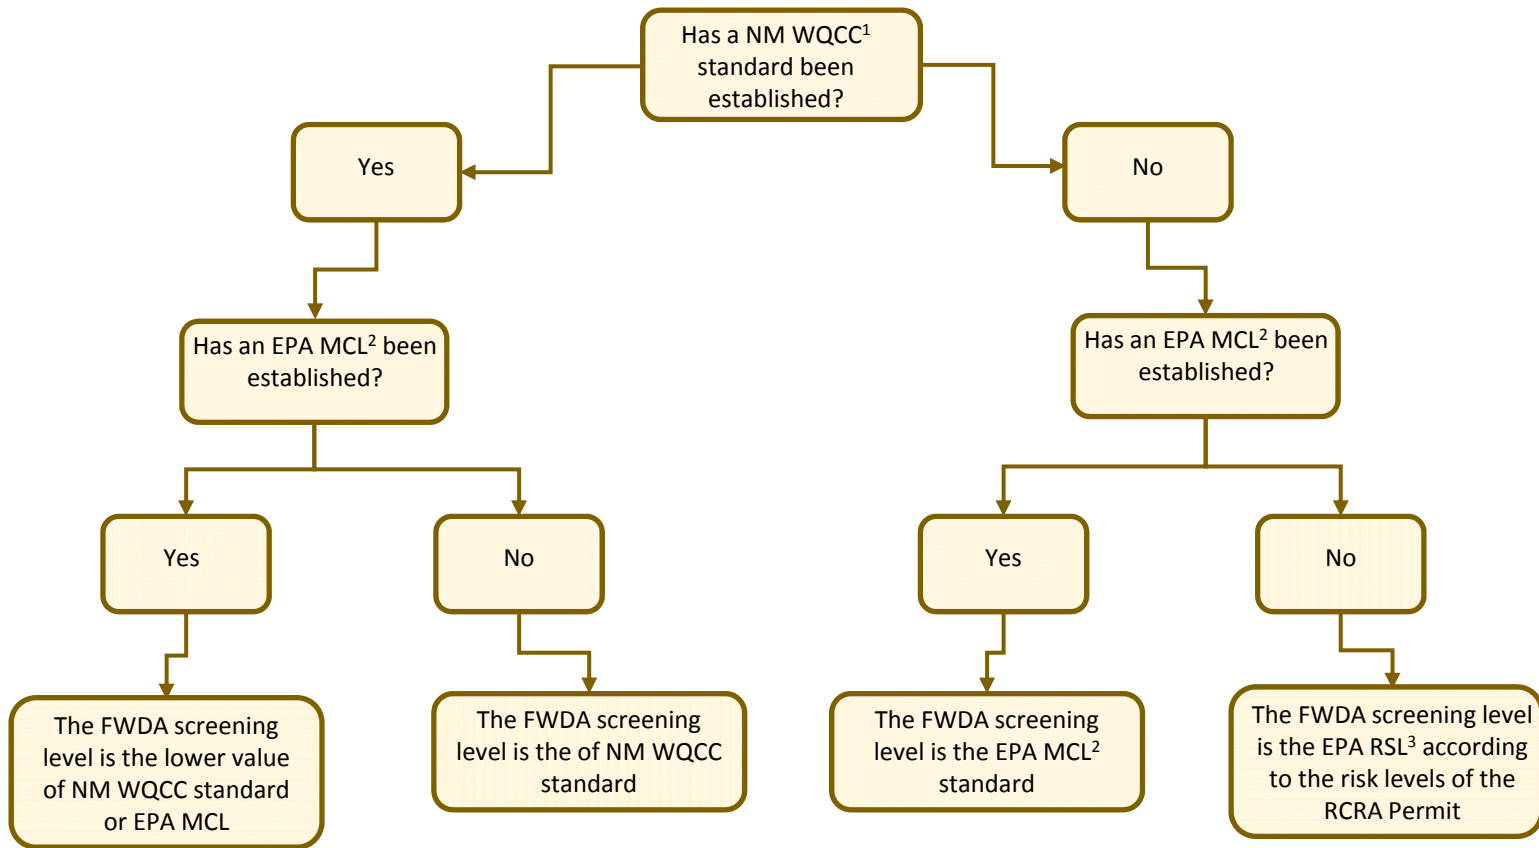 Has a NM WQCC¹
standard been
established?
Yes
No
Has an EPA MCL² been
established?
Has an EPA MCL² been
established?
Yes
No
Yes
No
The FWDA screening
level is the lower value
of NM WQCC standard
or EPA MCL
The FWDA screening
level is the of NM WQCC
standard
The FWDA screening
level is the EPA MCL²
standard
The FWDA screening level
is the EPA RSL³ according
to the risk levels of the
RCRA Permit